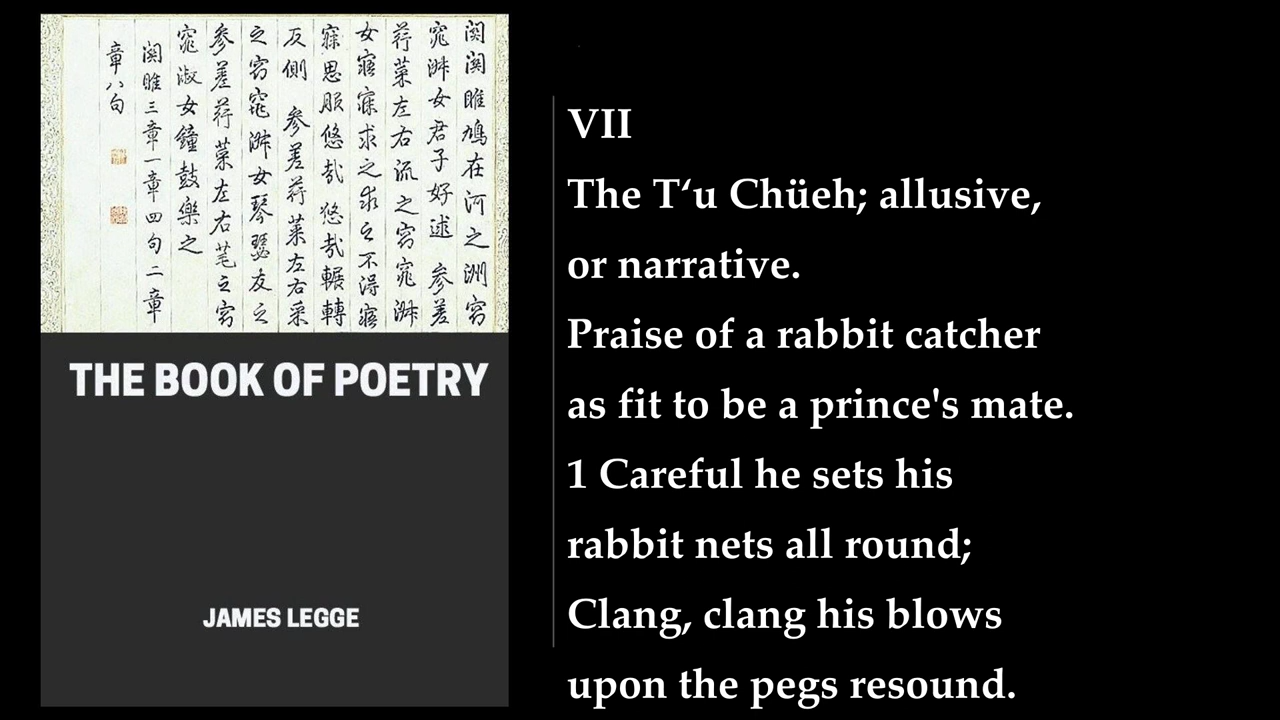 関関雎鳩在河之洲窈
窕淑女君子好逑 參差
荇菜左右流之窈窕淑
女寤寐求之求之不得寤
寐思服悠哉悠哉輾轉
反側 參差荇菜左右采
之窈窕淑女琴瑟友之
參差荇菜左右芼之窈
窕淑女鐘鼓樂之
関雎三章一章四句二章
章八句
THE BOOK OF POETRY
JAMES LEGGE
VII
The T‘u Chüeh; allusive,
or narrative.
Praise of a rabbit catcher
as fit to be a prince's mate.
1 Careful he sets his
rabbit nets all round;
Clang, clang his blows
upon the pegs resound.